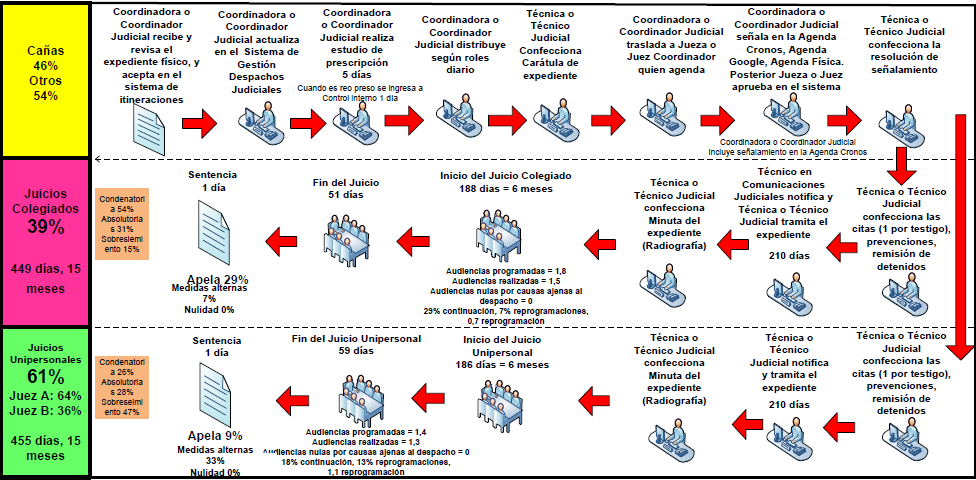 Cañas
46%
Otros
54%
Coordinadora o
Coordinador
Judicial recibe y
revisa el
expediente físico, y
acepta en el
sistema de
itineraciones
Coordinadora o
Coordinador
Judicial actualiza
en el Sistema de
Gestión
Despachos
Judiciales
Coordinadora
o Coordinador
Judicial realiza
estudio de
prescripción
5 días
Cuando es reo preso se ingresa a
Control interno 1 día
Coordinadora o
Coordinador
Judicial distribuye
según roles
diario
Técnica o
Técnico
Judicial
Confecciona
Carátula de
expediente
Coordinadora o
Coordinador Judicial
traslada a Jueza o
Juez Coordinador
quien agenda
Coordinadora o
Coordinador Judicial
señala en la Agenda
Cronos, Agenda
Google, Agenda Física.
Posterior Jueza o Juez
aprueba en el sistema
Coordinadora o Coordinador Judicial
Incluye señalamiento en la Agenda Cronos
Técnica o
Técnico Judicial
confecciona la
resolución de
señalamiento
Juicios
Colegiados
39%
449 días, 15
meses
Condenatori
a 54%
Absolutoria
s 31%
Sobreseimi
ento 15%
Sentencia
1 día
Apela 29%
Medidas alternas
7%
Nulidad 0%
Fin del Juicio
51 días
Inicio del Juicio Colegiado
188 dias = 6 meses
Audiencias programadas = 1,8
Audiencias realizadas = 1,5
Audiencias nulas por causas ajenas al
despacho = 0
29% continuación, 7% reprogramaciones,
0,7 reprogramación
Técnica o
Técnico Judicial
confecciona
Minuta del
expediente
(Radiografía)
Técnico en
Comunicaciones
Judiciales notifica y
Técnica o Técnico
Judicial tramita el
expediente
210 días
Técnica o Técnico
Judicial
confecciona las
citas (1 por testigo),
prevenciones,
remisión de
detenidos
Juicios
Unipersonales
61%
Juez A: 64%
Juez B: 36%
455 días, 15
meses
Condenatori
a 26%
Absolutoria
s 28%
Sobreseimi
ento 47%
Sentencia
1 día
Apela 9%
Medidas alternas
33%
Nulidad 0%
Fin del Juicio Unipersonal
59 días
Audiencias programadas = 1,4
Audiencias realizadas = 1,3
Audiencias nulas por causas ajenas al despacho = 0
18% continuación, 13% reprogramaciones,
1,1 reprogramación
Inicio del Juicio
Unipersonal
186 días = 6 meses
Técnica o
Técnico Judicial
confecciona
Minuta del
expediente
(Radiografía)
Técnica o
Técnico
Judicial notifica
y tramita el
expediente
210 días
Técnica o Técnico
Judicial
confecciona las
citas (1 por testigo),
prevenciones,
remisión de
detenidos